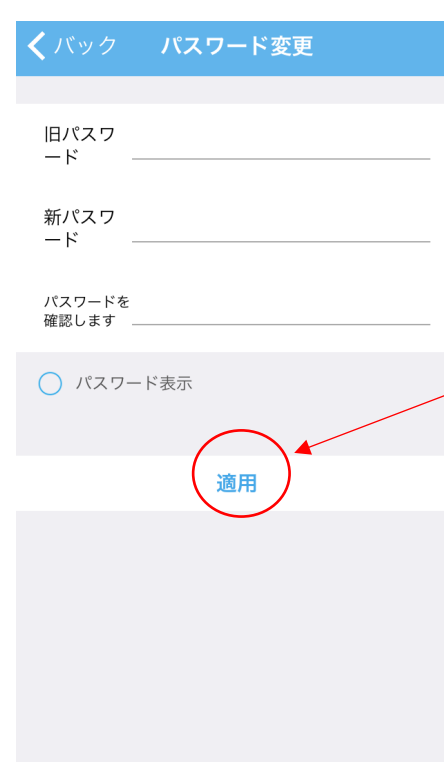 バック パスワード変更
旧パスワ
ード
新パスワ
ード
パスワードを
確認します
パスワード表示
適用